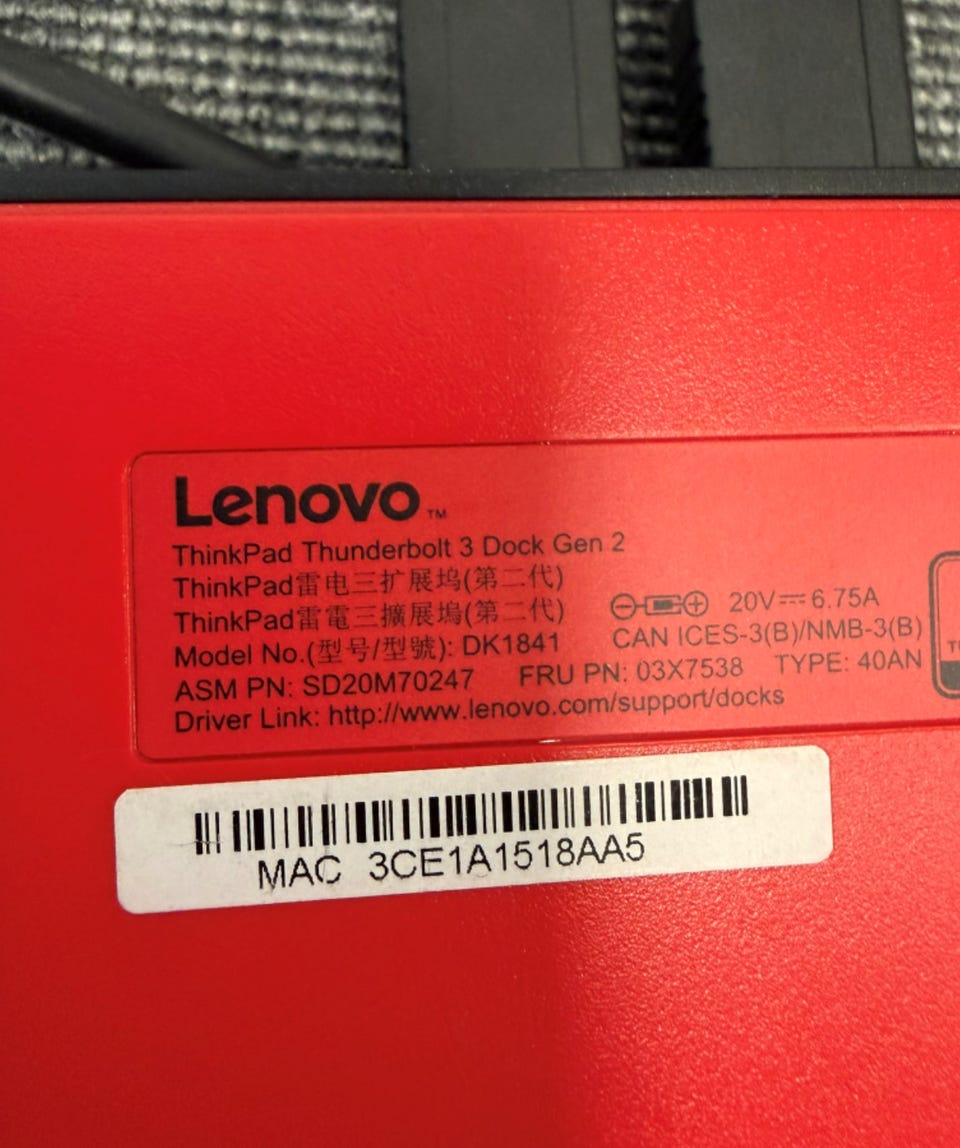 Lenovo™
ThinkPad Thunderbolt 3 Dock Gen 2
ThinkPad雷电三扩展坞(第二代)
ThinkPad雷電三擴展塢(第二代)
20V⎓6.75A
Model No.(型号/型號): DK1841
CAN ICES-3(B)/NMB-3(B)
ASM PN: SD20M70247 FRU PN: 03X7538 TYPE: 40AN
Driver Link: http://www.lenovo.com/support/docks
MAC 3CE1A1518AA5